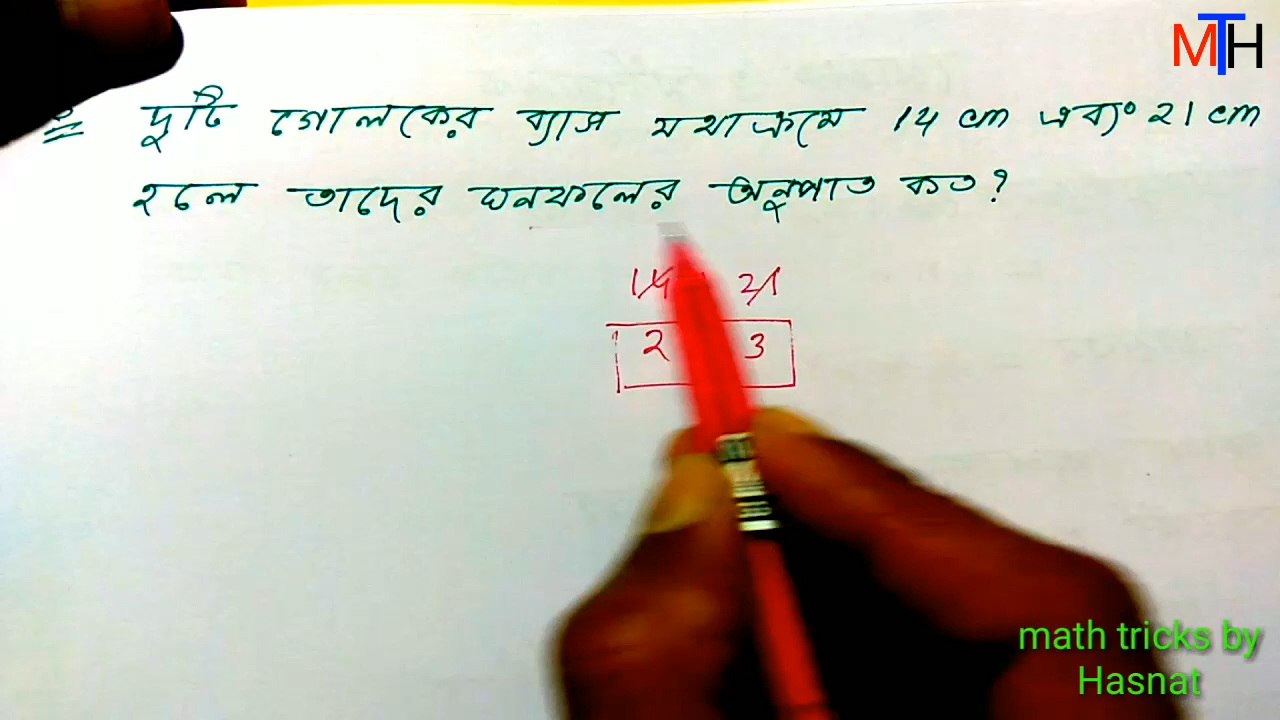 MTH
দুটি গোলকের ব্যাস যথাক্রমে 14 cm এবং 21 cm
হলে তাদের ঘনফলের অনুপাত কত?
14 21
2 3
math tricks by
Hasnat